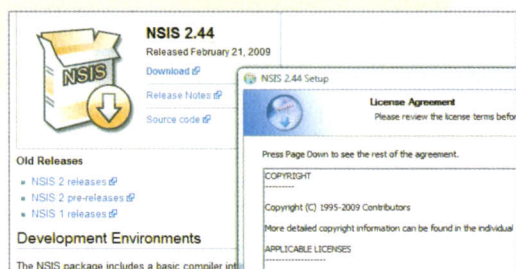 NSIS 2.44
Released February 21, 2009
NSIS
Download
Release Notes
Source code
Old Releases
NSIS 2 releases
NSIS 2 pre-releases
NSIS 1 releases
Development Environments
The NSIS package includes a basic compiler int
NSIS 2.44 Setup
License Agreement
Please review the license terms befor
Press Page Down to see the rest of the agreement.
COPYRIGHT
---------
Copyright (C) 1995-2009 Contributors
More detailed copyright information can be found in the individual
APPLICABLE LICENSES
-------------------